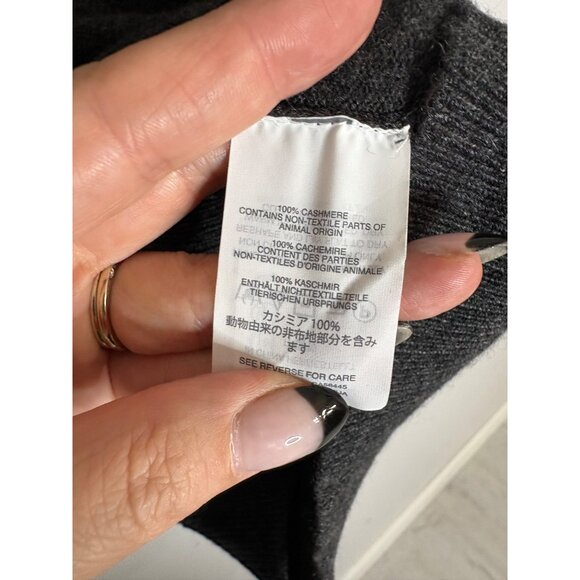 100% CASHMERE
CONTAINS NON-TEXTILE PARTS OF
ANIMAL ORIGIN
100% CACHEMIRE
CONTIENT DES PARTIES
NON-TEXTILES D'ORIGINE ANIMALE
100% KASCHMIR
ENTHÄLT NICHTTEXTILE TEILE
TIERISCHEN URSPRUNGS
カシミア 100%
動物由来の非布地部分を含み
ます
SEE REVERSE FOR CARE